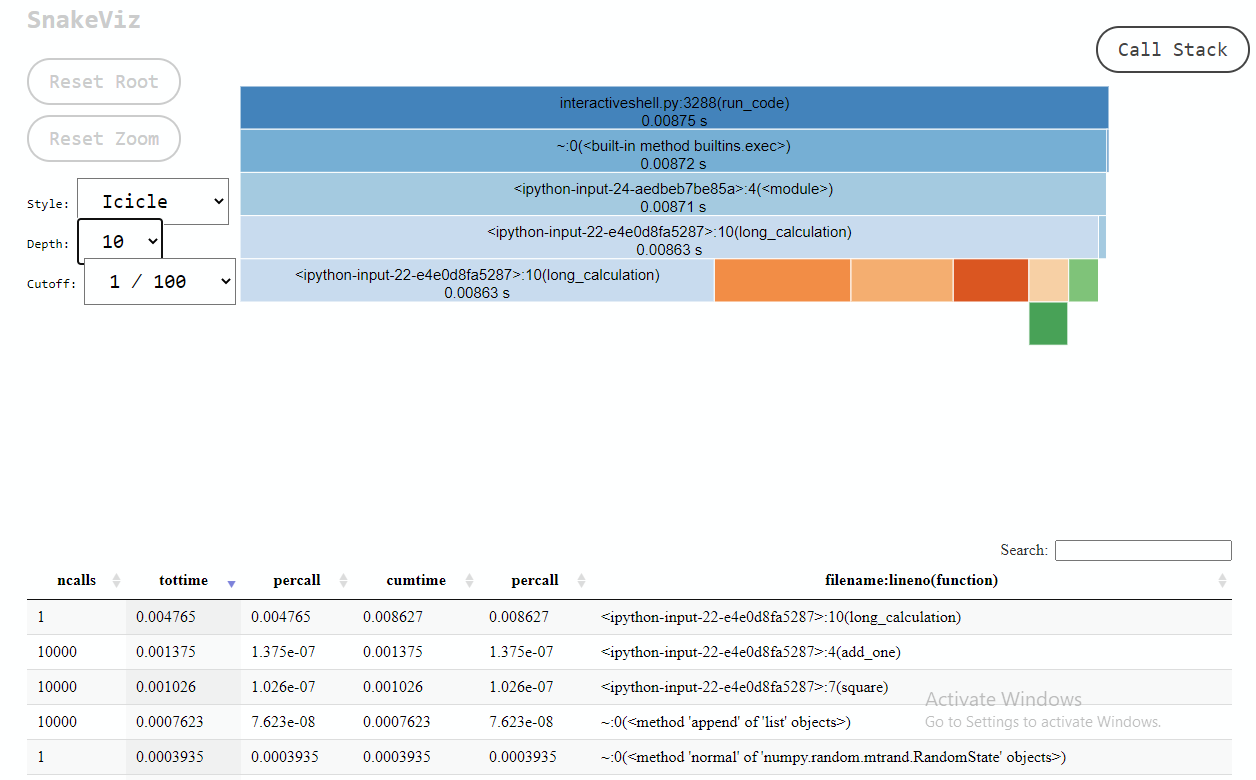 SnakeViz
Call Stack
Reset Root
Reset Zoom
Style: Icicle
Depth: 10
Cutoff: 1 / 100
interactiveshell.py:3288(run_code)
0.00875 s
~:0(<built-in method builtins.exec>)
0.00872 s
<ipython-input-24-aedbeb7be85a>:4(<module>)
0.00871 s
<ipython-input-22-e4e0d8fa5287>:10(long_calculation)
0.00863 s
<ipython-input-22-e4e0d8fa5287>:10(long_calculation)
0.00863 s
Search:
ncalls tottime percall cumtime percall filename:lineno(function)
1 0.004765 0.004765 0.008627 0.008627 <ipython-input-22-e4e0d8fa5287>:10(long_calculation)
10000 0.001375 1.375e-07 0.001375 1.375e-07 <ipython-input-22-e4e0d8fa5287>:4(add_one)
10000 0.001026 1.026e-07 0.001026 1.026e-07 <ipython-input-22-e4e0d8fa5287>:7(square)
10000 0.0007623 7.623e-08 0.0007623 7.623e-08 ~:0(<method 'append' of 'list' objects>)
1 0.0003935 0.0003935 0.0003935 0.0003935 ~:0(<method 'normal' of 'numpy.random.mtrand.RandomState' objects>)
Activate Windows
Go to Settings to activate Windows.